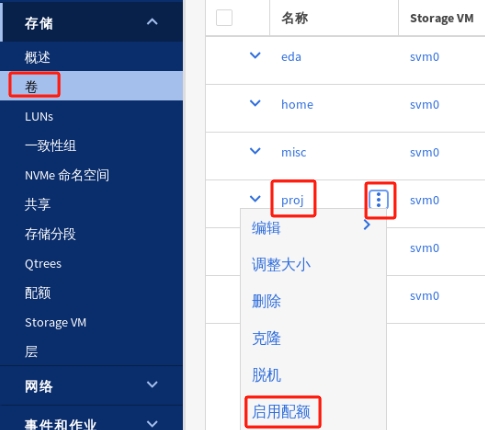 存储
概述
卷
LUNs
一致性组
NVMe 命名空间
共享
存储分段
Qtrees
配额
Storage VM
层
网络
事件和作业
名称 Storage VM
eda svm0
home svm0
misc svm0
proj svm0
svm0
svm0
编辑
调整大小
删除
克隆
脱机
启用配额